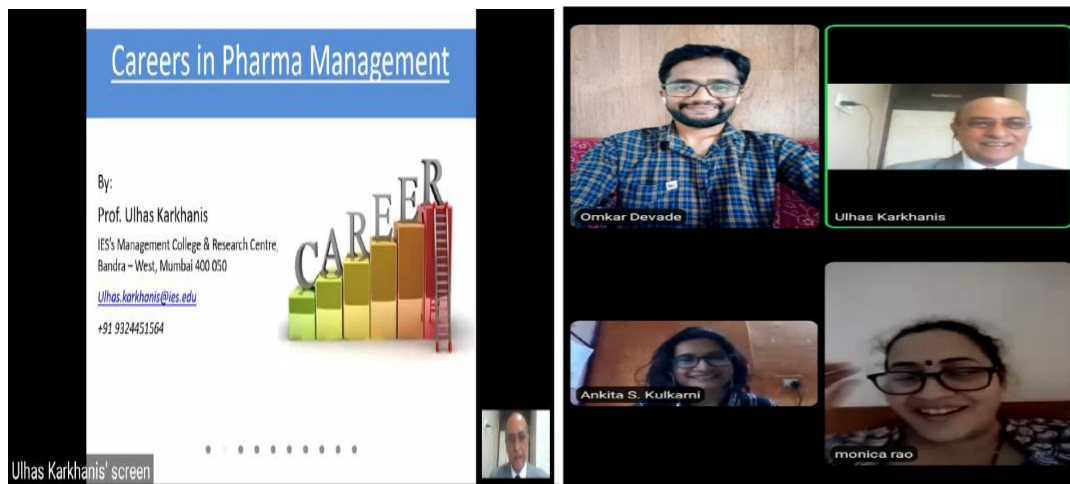 Careers in Pharma Management
By:
Prof. Ulhas Karkhanis
IES's Management College & Research Centre,
Bandra – West, Mumbai 400 050
Ulhas.karkhanis@ies.edu
+91 9324451564
CAREER
Ulhas Karkhanis' screen
Omkar Devade
Ulhas Karkhanis
Ankita S. Kulkarni
monica rao